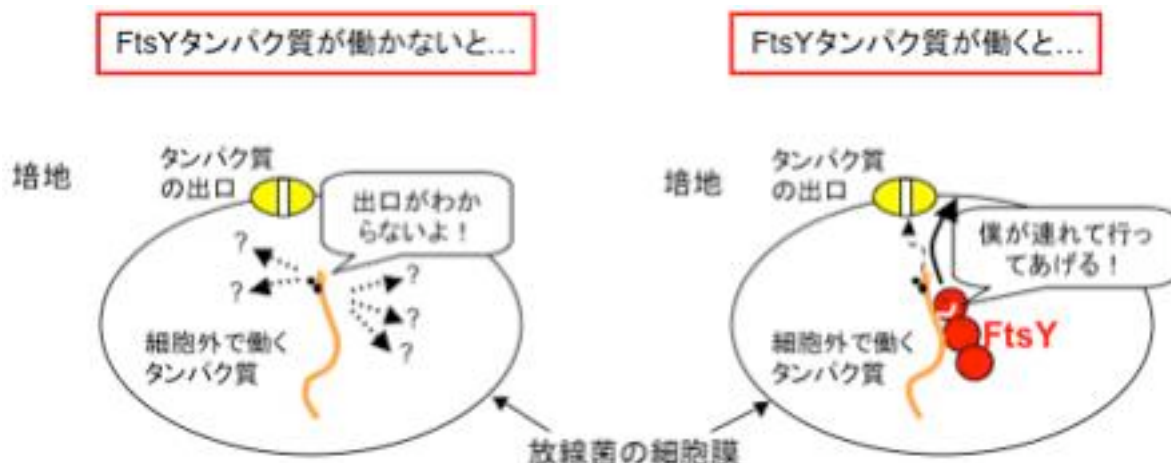 FtsYタンパク質が働かないと…
FtsYタンパク質が働くと…
培地
タンパク質
の出口
出口がわか
らないよ！
?
?
?
?
?
細胞外で働く
タンパク質
培地
タンパク質
の出口
僕が連れて行っ
てあげる！
FtsY
細胞外で働く
タンパク質
放線菌の細胞膜